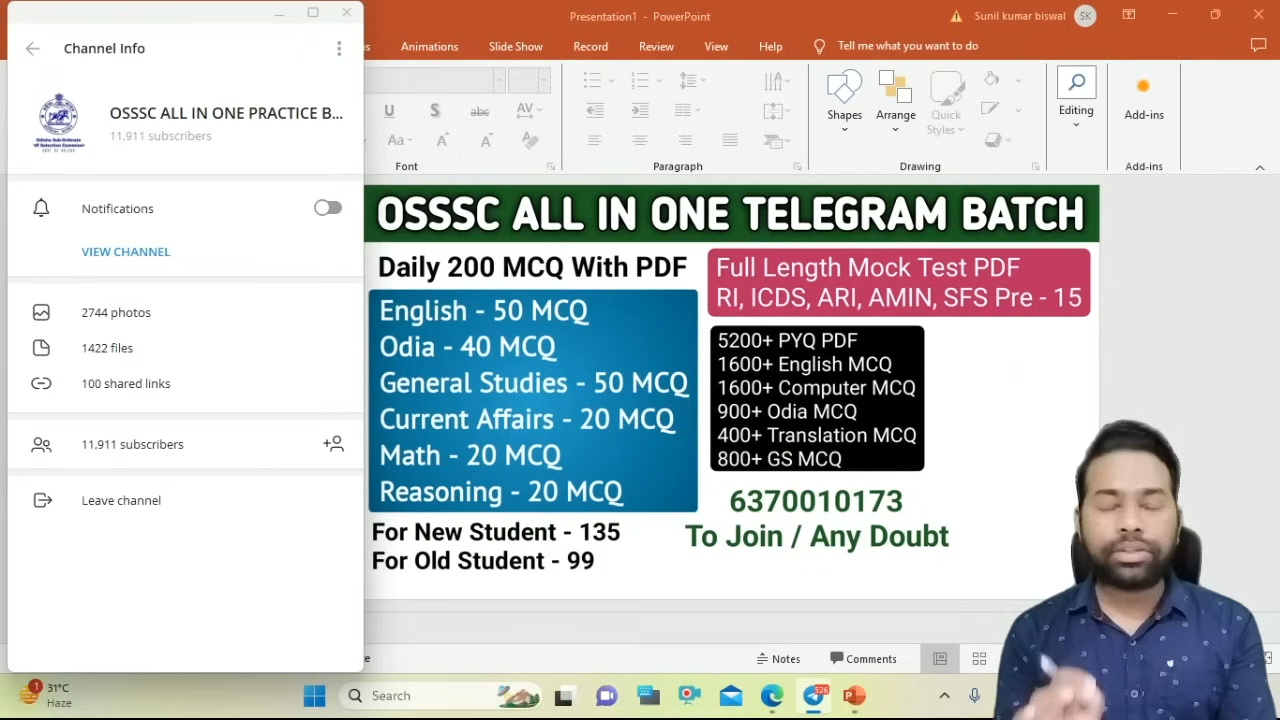 Channel Info
OSSSC ALL IN ONE PRACTICE B...
11,911 subscribers
Notifications
VIEW CHANNEL
2744 photos
1422 files
100 shared links
11,911 subscribers
Leave channel
Presentation1 - PowerPoint
Sunil kumar biswal
SK
Animations
Slide Show
Record
Review
View
Help
Tell me what you want to do
U
S
abc
AV
Aa
A
A
Font
Paragraph
Shapes
Arrange
Quick
Styles
Drawing
Editing
Add-ins
Add-ins
OSSSC ALL IN ONE TELEGRAM BATCH
Daily 200 MCQ With PDF
English - 50 MCQ
Odia - 40 MCQ
General Studies - 50 MCQ
Current Affairs - 20 MCQ
Math - 20 MCQ
Reasoning - 20 MCQ
For New Student - 135
For Old Student - 99
Full Length Mock Test PDF
RI, ICDS, ARI, AMIN, SFS Pre - 15
5200+ PYQ PDF
1600+ English MCQ
1600+ Computer MCQ
900+ Odia MCQ
400+ Translation MCQ
800+ GS MCQ
6370010173
To Join / Any Doubt
Notes
Comments
1
31°C
Haze
Search
526